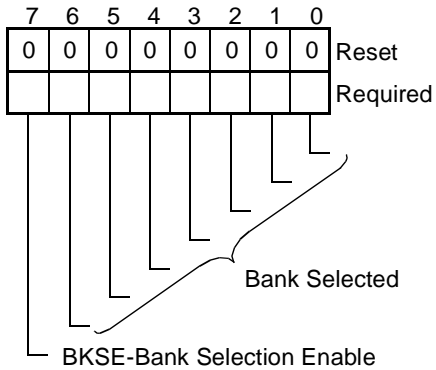 7 6 5 4 3 2 1 0
0 0 0 0 0 0 0 0 Reset
Required
Bank Selected
BKSE-Bank Selection Enable